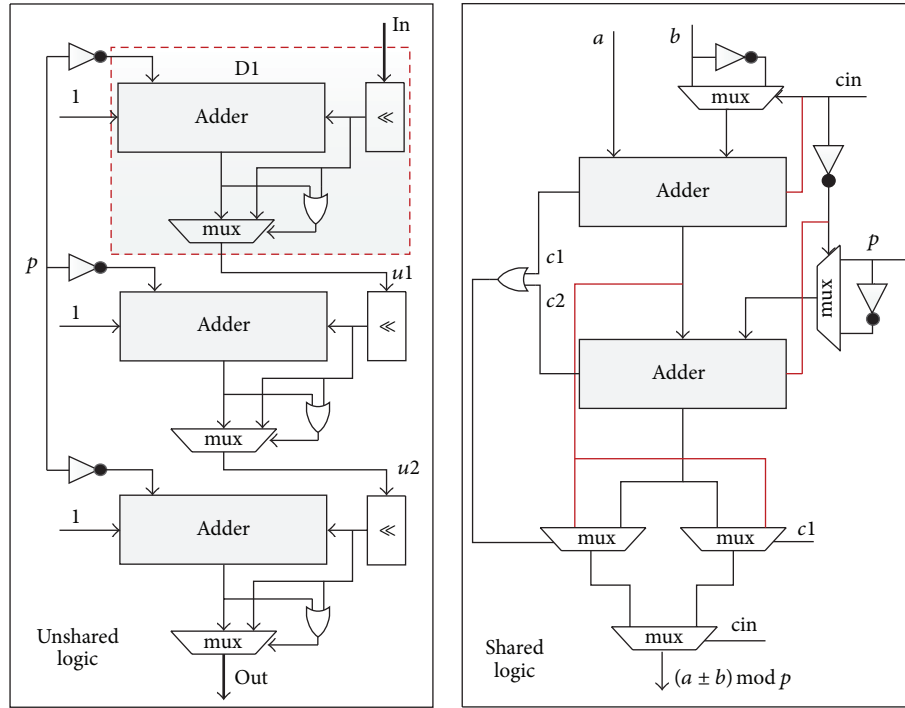 In
D1
1
Adder
≪
mux
p
u1
1
Adder
≪
mux
u2
1
Adder
≪
mux
Unshared
logic
Out
a
b
mux
cin
Adder
c1
p
c2
mux
Adder
mux
mux
c1
mux
cin
Shared
logic
(a ± b) mod p